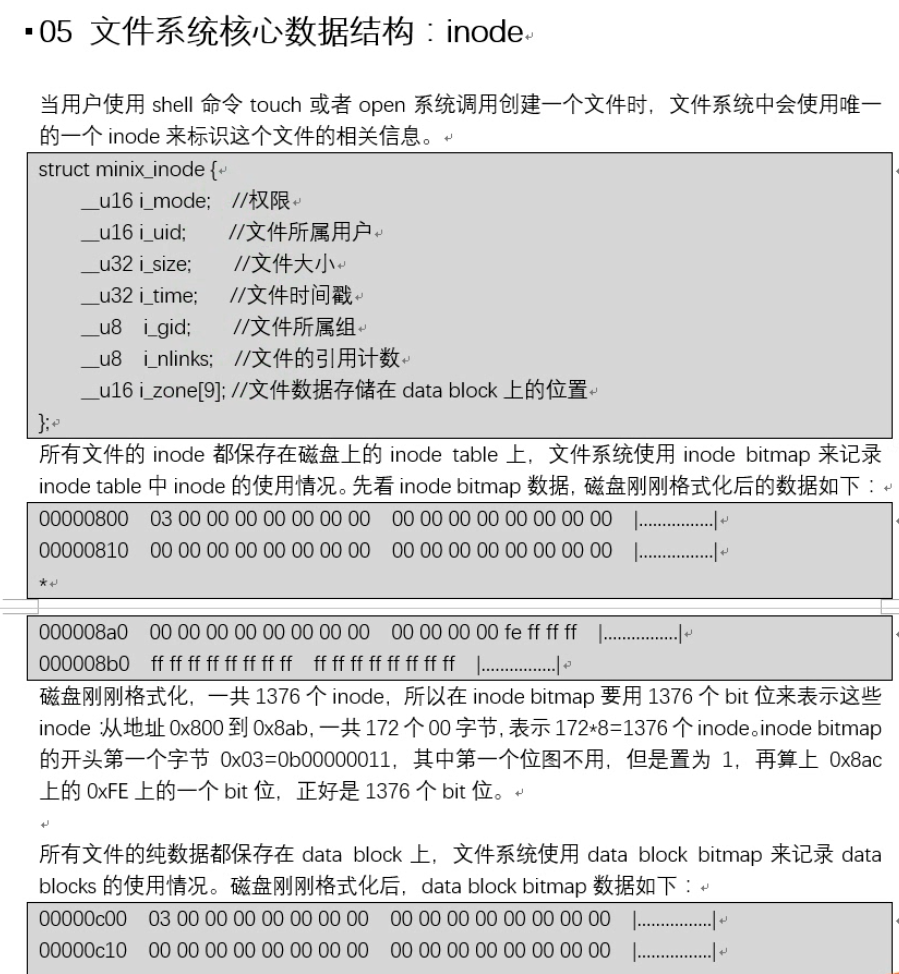 05 文件系统核心数据结构：inode
当用户使用 shell 命令 touch 或者 open 系统调用创建一个文件时，文件系统中会使用唯一
的一个 inode 来标识这个文件的相关信息。
struct minix_inode {
__u16 i_mode; //权限
__u16 i_uid; //文件所属用户
__u32 i_size; //文件大小
__u32 i_time; //文件时间戳
__u8 i_gid; //文件所属组
__u8 i_nlinks; //文件的引用计数
__u16 i_zone[9]; //文件数据存储在 data block 上的位置
};
所有文件的 inode 都保存在磁盘上的 inode table 上，文件系统使用 inode bitmap 来记录
inode table 中 inode 的使用情况。先看 inode bitmap 数据，磁盘刚刚格式化后的数据如下：
00000800 03 00 00 00 00 00 00 00 00 00 00 00 00 00 00 00 |................|
00000810 00 00 00 00 00 00 00 00 00 00 00 00 00 00 00 00 |................|
*
000008a0 00 00 00 00 00 00 00 00 00 00 00 00 fe ff ff ff |................|
000008b0 ff ff ff ff ff ff ff ff ff ff ff ff ff ff ff ff |................|
磁盘刚刚格式化，一共 1376 个 inode，所以在 inode bitmap 要用 1376 个 bit 位来表示这些
inode：从地址 0x800 到 0x8ab，一共 172 个 00 字节，表示 172*8=1376 个 inode。inode bitmap
的开头第一个字节 0x03=0b00000011，其中第一个位图不用，但是置为 1，再算上 0x8ac
上的 0xFE 上的一个 bit 位，正好是 1376 个 bit 位。
所有文件的纯数据都保存在 data block 上，文件系统使用 data block bitmap 来记录 data
blocks 的使用情况。磁盘刚刚格式化后，data block bitmap 数据如下：
00000c00 03 00 00 00 00 00 00 00 00 00 00 00 00 00 00 00 |................|
00000c10 00 00 00 00 00 00 00 00 00 00 00 00 00 00 00 00 |................|